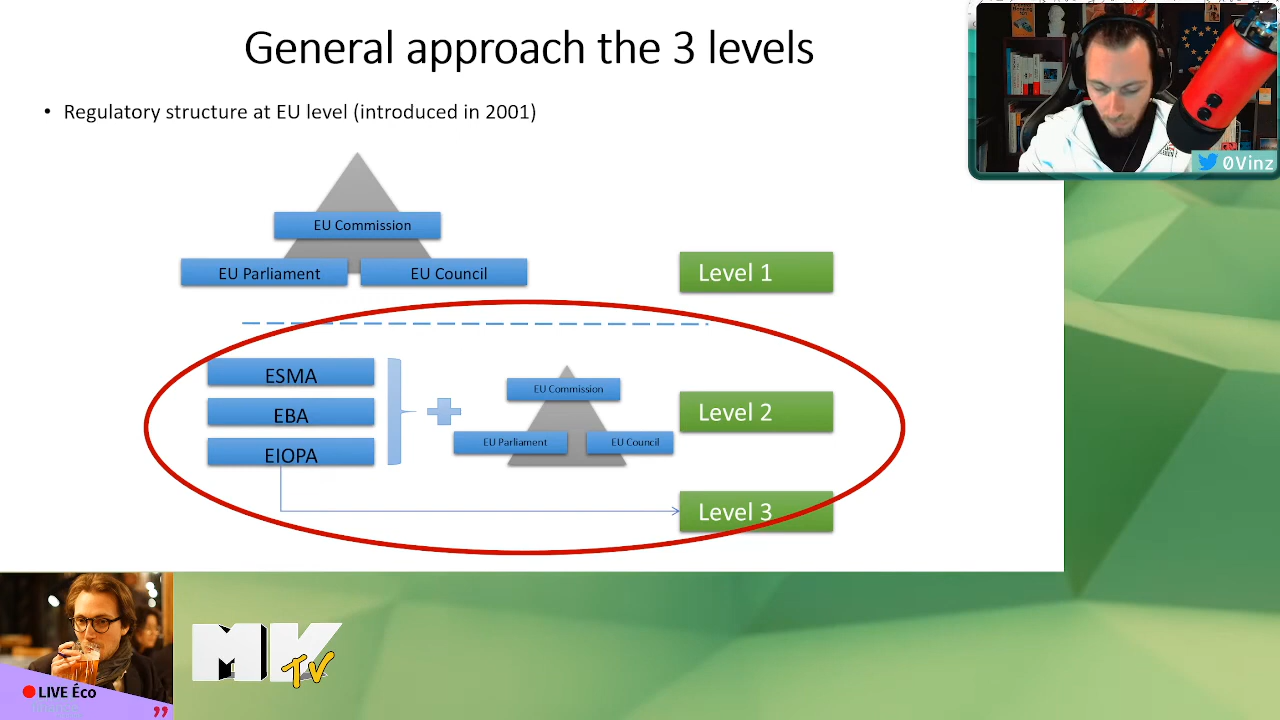 General approach the 3 levels
• Regulatory structure at EU level (introduced in 2001)
EU Commission
EU Parliament
EU Council
Level 1
ESMA
EBA
EIOPA
EU Commission
EU Parliament
EU Council
Level 2
Level 3
0Vinz
LIVE Éco
MK
TV